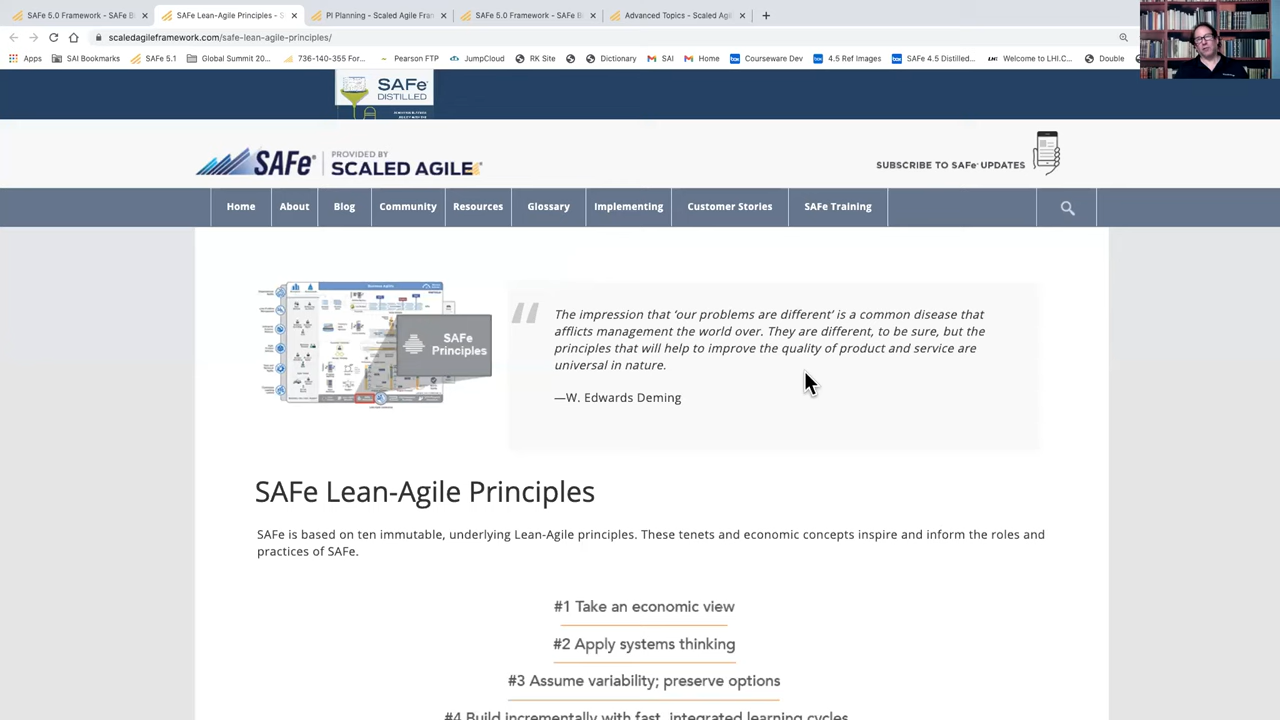 SAFe 5.0 Framework - SAFe B
SAFe Lean-Agile Principles - S
PI Planning - Scaled Agile Fram
SAFe 5.0 Framework - SAFe B
Advanced Topics - Scaled Agil
scaledagileframework.com/safe-lean-agile-principles/
Apps
SAI Bookmarks
SAFe 5.1
Global Summit 20...
736-140-355 For...
Pearson FTP
JumpCloud
RK Site
Dictionary
SAI
Home
Courseware Dev
4.5 Ref Images
SAFe 4.5 Distilled...
Welcome to LHI.C...
Double
SAFe
DISTILLED
SAFe® PROVIDED BY
SCALED AGILE
SUBSCRIBE TO SAFe® UPDATES
Home About Blog Community Resources Glossary Implementing Customer Stories SAFe Training
SAFe
Principles
“
The impression that ‘our problems are different’ is a common disease that
afflicts management the world over. They are different, to be sure, but the
principles that will help to improve the quality of product and service are
universal in nature.
—W. Edwards Deming
SAFe Lean-Agile Principles
SAFe is based on ten immutable, underlying Lean-Agile principles. These tenets and economic concepts inspire and inform the roles and
practices of SAFe.
#1 Take an economic view
#2 Apply systems thinking
#3 Assume variability; preserve options
#4 Build incrementally with fast, integrated learning cycles